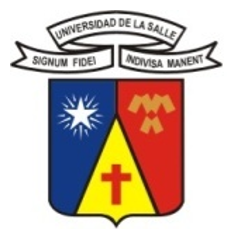 UNIVERSIDAD DE LA SALLE
SIGNUM FIDEI
INDIVISA MANENT